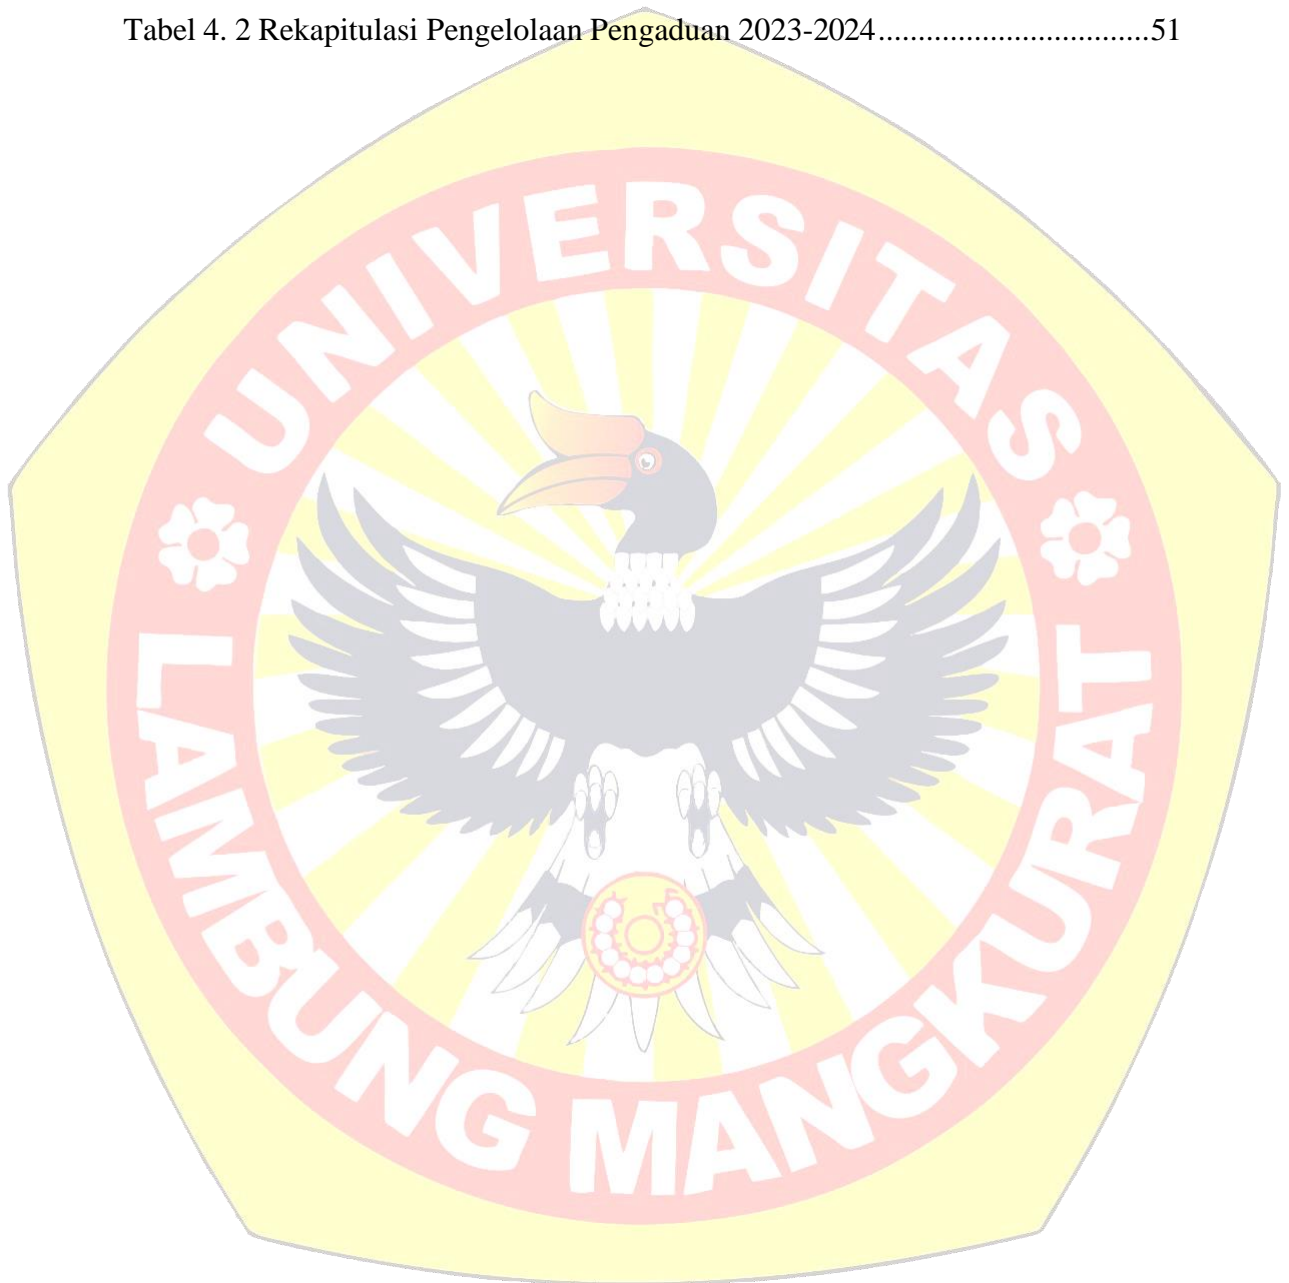 Tabel 4. 2 Rekapitulasi Pengelolaan Pengaduan 2023-2024..................................51
UNIVERSITAS
LAMBUNG MANGKURAT